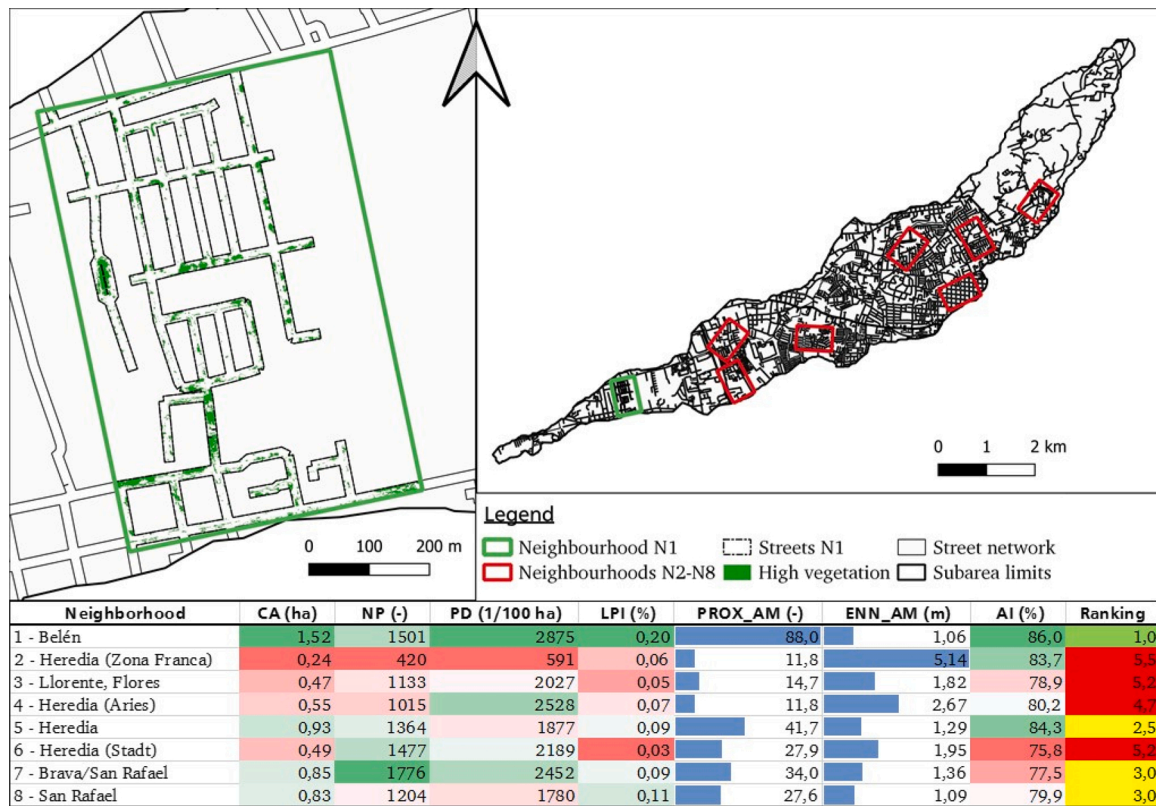 0 1 2 km
0 100 200 m
Legend
Neighbourhood N1 Streets N1 Street network
Neighbourhoods N2-N8 High vegetation Subarea limits
Neighborhood CA (ha) NP (-) PD (1/100 ha) LPI (%) PROX_AM (-) ENN_AM (m) AI (%) Ranking
1 - Belén 1,52 1501 2875 0,20 88,0 1,06 86,0 1,0
2 - Heredia (Zona Franca) 0,24 420 591 0,06 11,8 5,14 83,7 5,5
3 - Llorente, Flores 0,47 1133 2027 0,05 14,7 1,82 78,9 5,2
4 - Heredia (Aries) 0,55 1015 2528 0,07 11,8 2,67 80,2 4,7
5 - Heredia 0,93 1364 1877 0,09 41,7 1,29 84,3 2,5
6 - Heredia (Stadt) 0,49 1477 2189 0,03 27,9 1,95 75,8 5,2
7 - Brava/San Rafael 0,85 1776 2452 0,09 34,0 1,36 77,5 3,0
8 - San Rafael 0,83 1204 1780 0,11 27,6 1,09 79,9 3,0